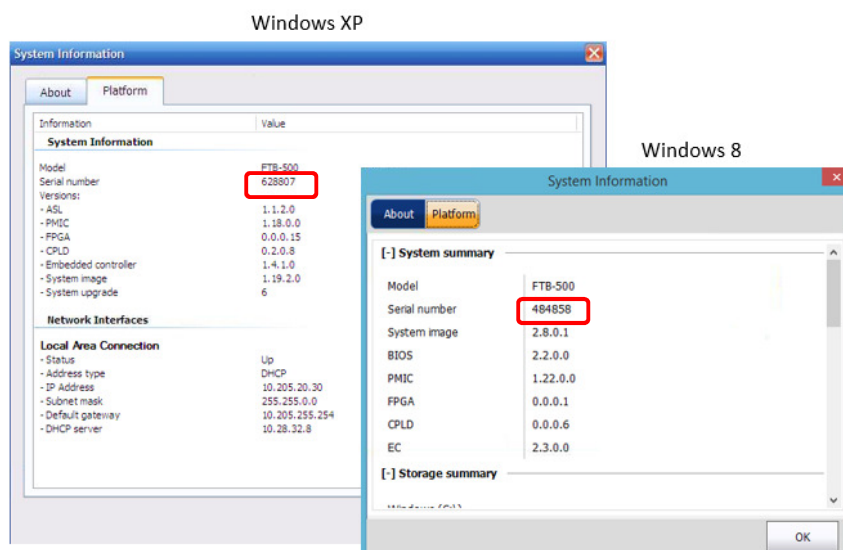 Windows XP
System Information
About Platform
Information Value
System Information
Model FTB-500
Serial number 628807
Versions:
- ASL 1.1.2.0
- PMIC 1.18.0.0
- FPGA 0.0.0.15
- CPLD 0.2.0.8
- Embedded controller 1.4.1.0
- System image 1.19.2.0
- System upgrade 6
Network Interfaces
Local Area Connection
- Status Up
- Address type DHCP
- IP Address 10.205.20.30
- Subnet mask 255.255.0.0
- Default gateway 10.205.255.254
- DHCP server 10.28.32.8
Windows 8
System Information
About Platform
[-] System summary
Model FTB-500
Serial number 484858
System image 2.8.0.1
BIOS 2.2.0.0
PMIC 1.22.0.0
FPGA 0.0.0.1
CPLD 0.0.0.6
EC 2.3.0.0
[-] Storage summary
OK